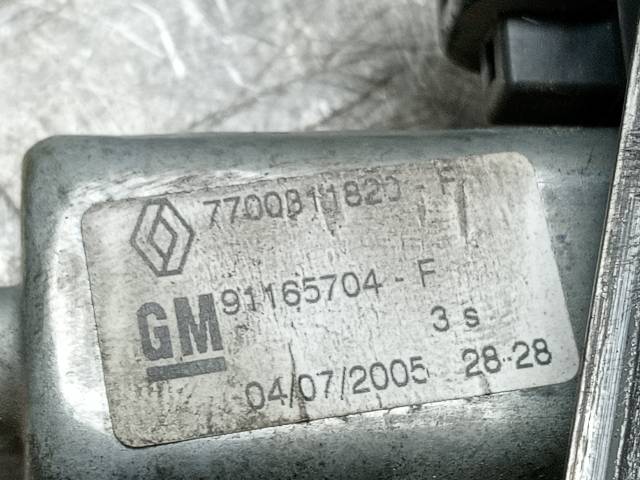 7700311820 - F
GM 91165704 - F
3 s
04/07/2005 28-28